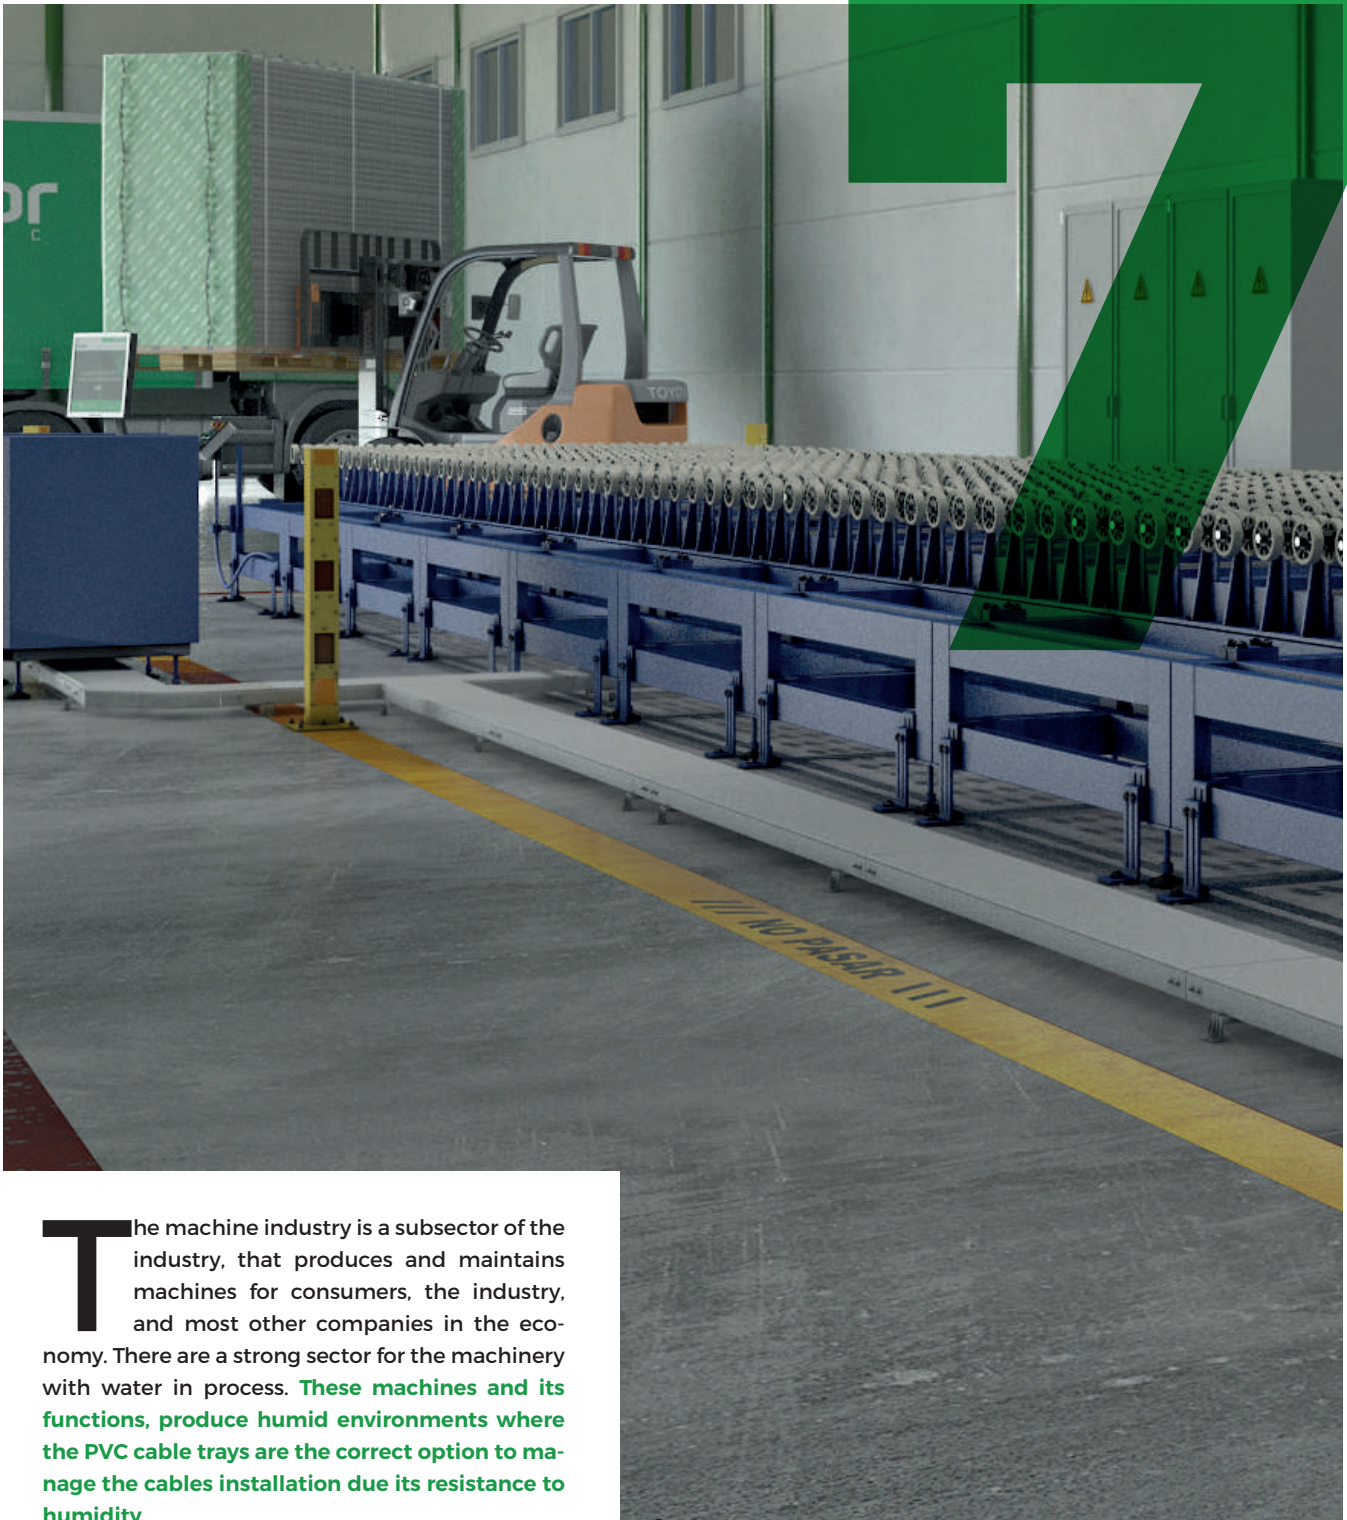 7
or
C
TOYO
/// NO PASAR ///
The machine industry is a subsector of the
industry, that produces and maintains
machines for consumers, the industry,
and most other companies in the eco-
nomy. There are a strong sector for the machinery
with water in process. These machines and its
functions, produce humid environments where
the PVC cable trays are the correct option to ma-
nage the cables installation due its resistance to
humidity.